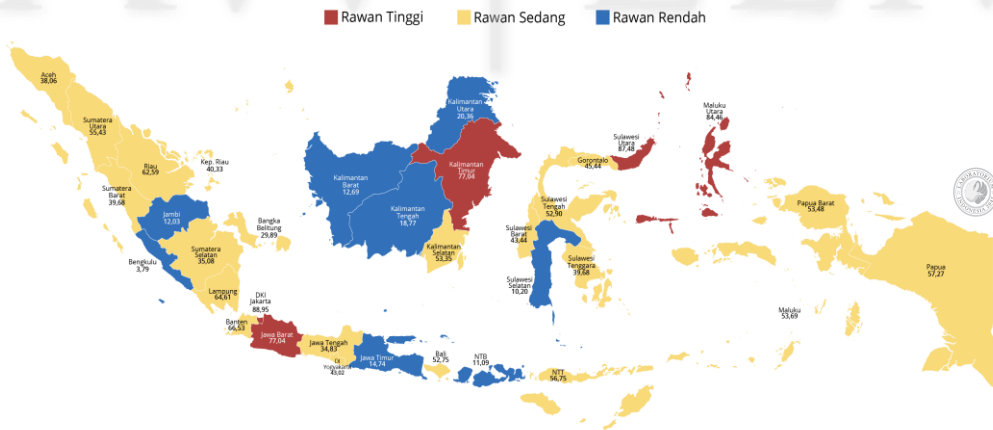 Rawan Tinggi
Rawan Sedang
Rawan Rendah
Aceh
38,06
Sumatera
Utara
55,43
Riau
62,59
Kep. Riau
40,33
Sumatera
Barat
39,68
Jambi
12,03
Bengkulu
3,79
Sumatera
Selatan
35,08
Bangka
Belitung
29,89
Lampung
64,61
DKI
Jakarta
88,95
Banten
66,53
Jawa Barat
77,04
Jawa Tengah
34,83
DI
Yogyakarta
43,02
Jawa Timur
14,74
Bali
52,75
NTB
11,09
NTT
56,75
Kalimantan
Barat
12,69
Kalimantan
Tengah
18,77
Kalimantan
Selatan
53,35
Kalimantan
Timur
77,04
Kalimantan
Utara
20,36
Sulawesi
Utara
87,48
Gorontalo
45,44
Sulawesi
Tengah
52,90
Sulawesi
Barat
43,44
Sulawesi
Selatan
10,20
Sulawesi
Tenggara
39,68
Maluku
Utara
84,46
Maluku
53,69
Papua Barat
53,48
Papua
57,27